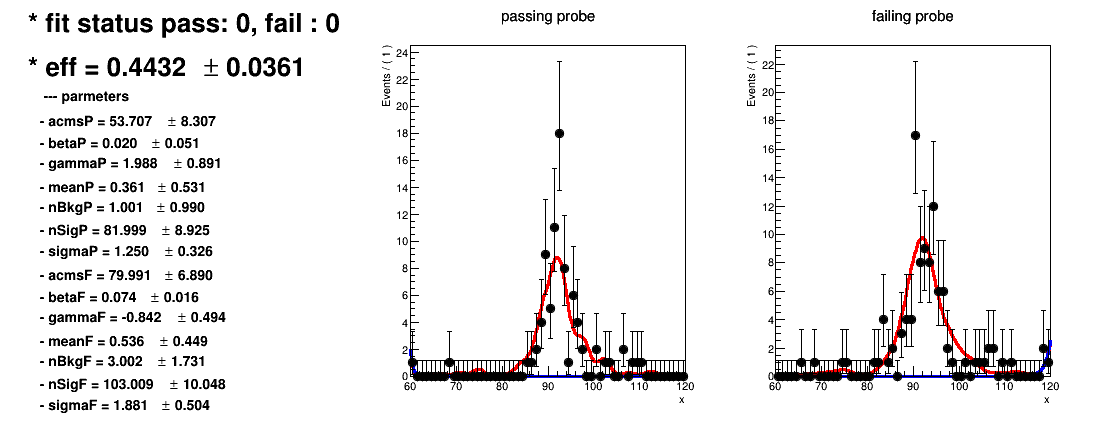 * fit status pass: 0, fail : 0
* eff = 0.4432 ± 0.0361
--- parmeters
- acmsP = 53.707 ± 8.307
- betaP = 0.020 ± 0.051
- gammaP = 1.988 ± 0.891
- meanP = 0.361 ± 0.531
- nBkgP = 1.001 ± 0.990
- nSigP = 81.999 ± 8.925
- sigmaP = 1.250 ± 0.326
- acmsF = 79.991 ± 6.890
- betaF = 0.074 ± 0.016
- gammaF = -0.842 ± 0.494
- meanF = 0.536 ± 0.449
- nBkgF = 3.002 ± 1.731
- nSigF = 103.009 ± 10.048
- sigmaF = 1.881 ± 0.504
passing probe
Events / ( 1 )
24
22
20
18
16
14
12
10
8
6
4
2
0
60 70 80 90 100 110 120
x
failing probe
Events / ( 1 )
22
20
18
16
14
12
10
8
6
4
2
0
60 70 80 90 100 110 120
x